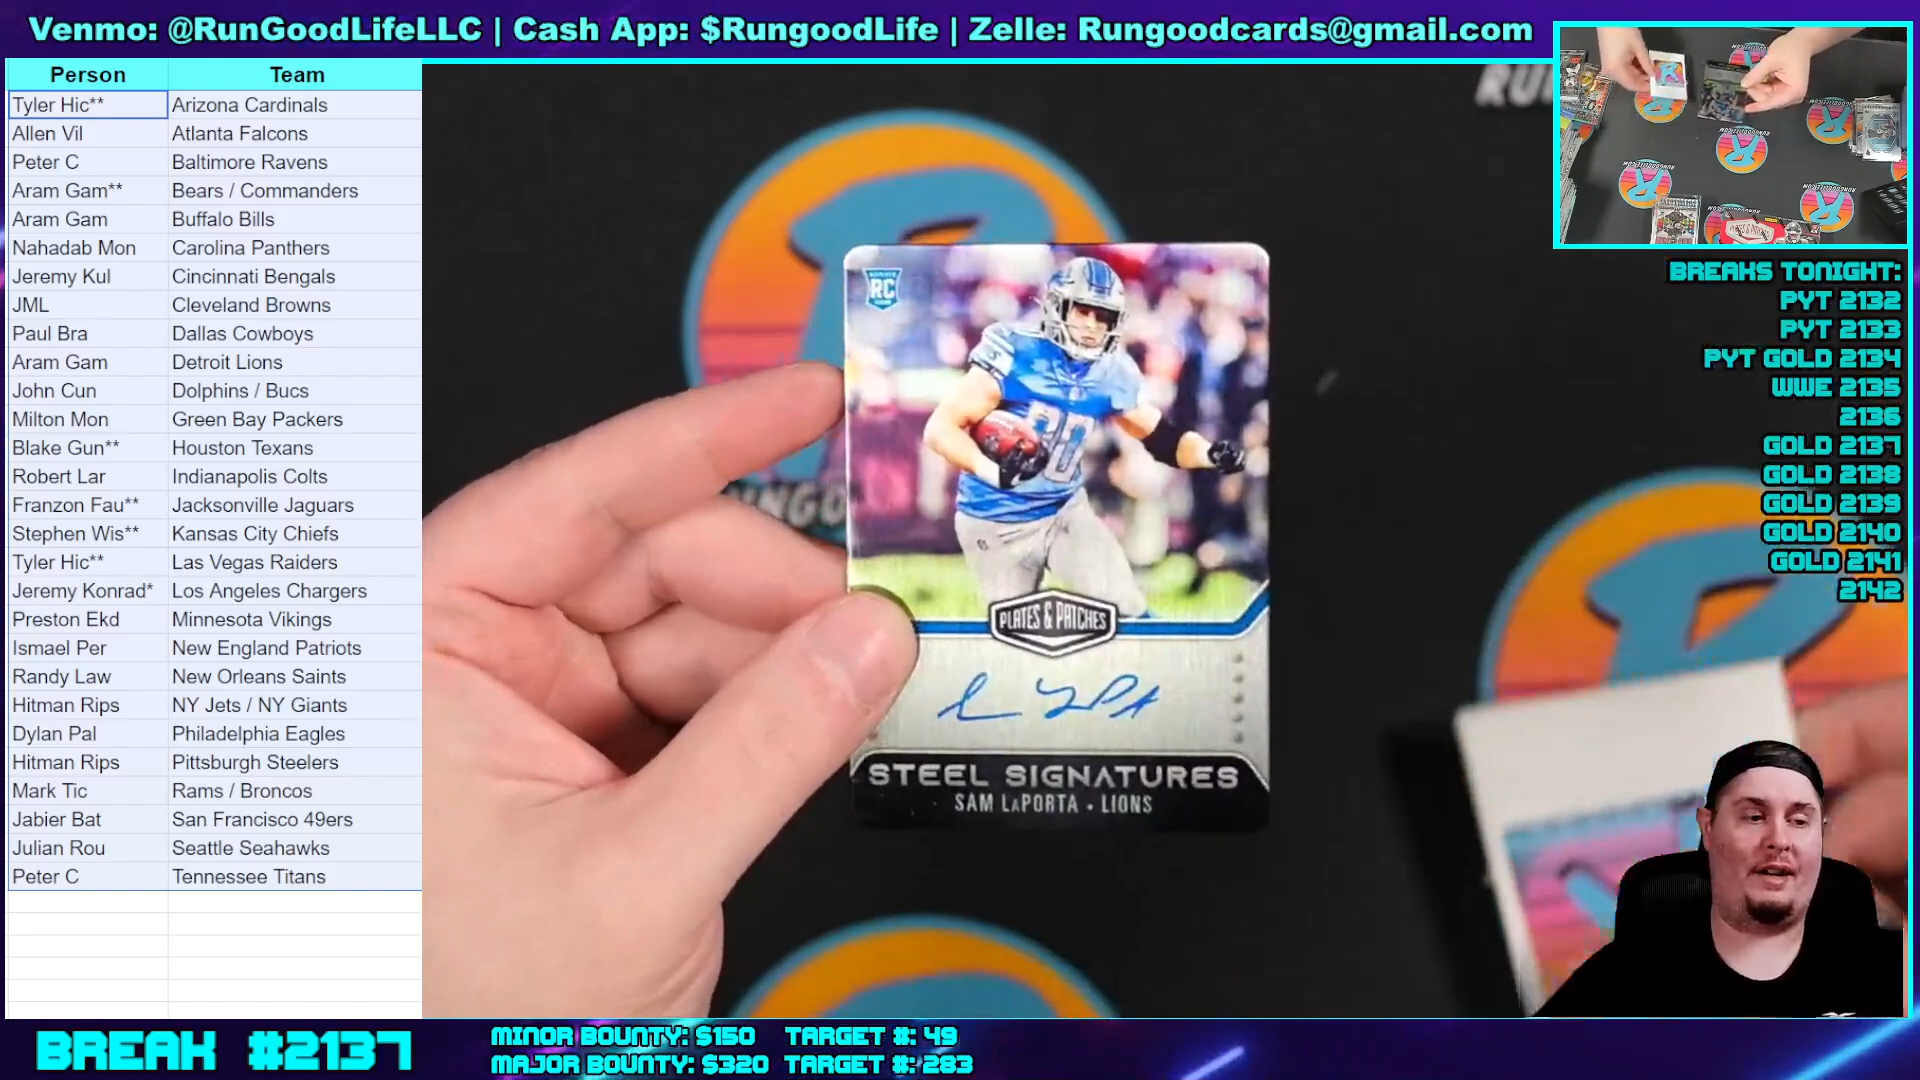 Venmo: @RunGoodLifeLLC | Cash App: $RungoodLife | Zelle: Rungoodcards@gmail.com
Person Team
Tyler Hic** Arizona Cardinals
Allen Vil Atlanta Falcons
Peter C Baltimore Ravens
Aram Gam** Bears / Commanders
Aram Gam Buffalo Bills
Nahadab Mon Carolina Panthers
Jeremy Kul Cincinnati Bengals
JML Cleveland Browns
Paul Bra Dallas Cowboys
Aram Gam Detroit Lions
John Cun Dolphins / Bucs
Milton Mon Green Bay Packers
Blake Gun** Houston Texans
Robert Lar Indianapolis Colts
Franzon Fau** Jacksonville Jaguars
Stephen Wis** Kansas City Chiefs
Tyler Hic** Las Vegas Raiders
Jeremy Konrad* Los Angeles Chargers
Preston Ekd Minnesota Vikings
Ismael Per New England Patriots
Randy Law New Orleans Saints
Hitman Rips NY Jets / NY Giants
Dylan Pal Philadelphia Eagles
Hitman Rips Pittsburgh Steelers
Mark Tic Rams / Broncos
Jabier Bat San Francisco 49ers
Julian Rou Seattle Seahawks
Peter C Tennessee Titans
RC
80
PLATES & PATCHES
STEEL SIGNATURES
SAM LAPORTA • LIONS
BREAKS TONIGHT:
PYT 2132
PYT 2133
PYT GOLD 2134
WWE 2135
2136
GOLD 2137
GOLD 2138
GOLD 2139
GOLD 2140
GOLD 2141
2142
BREAK #2137
MINOR BOUNTY: $150 TARGET #: 49
MAJOR BOUNTY: $320 TARGET #: 283